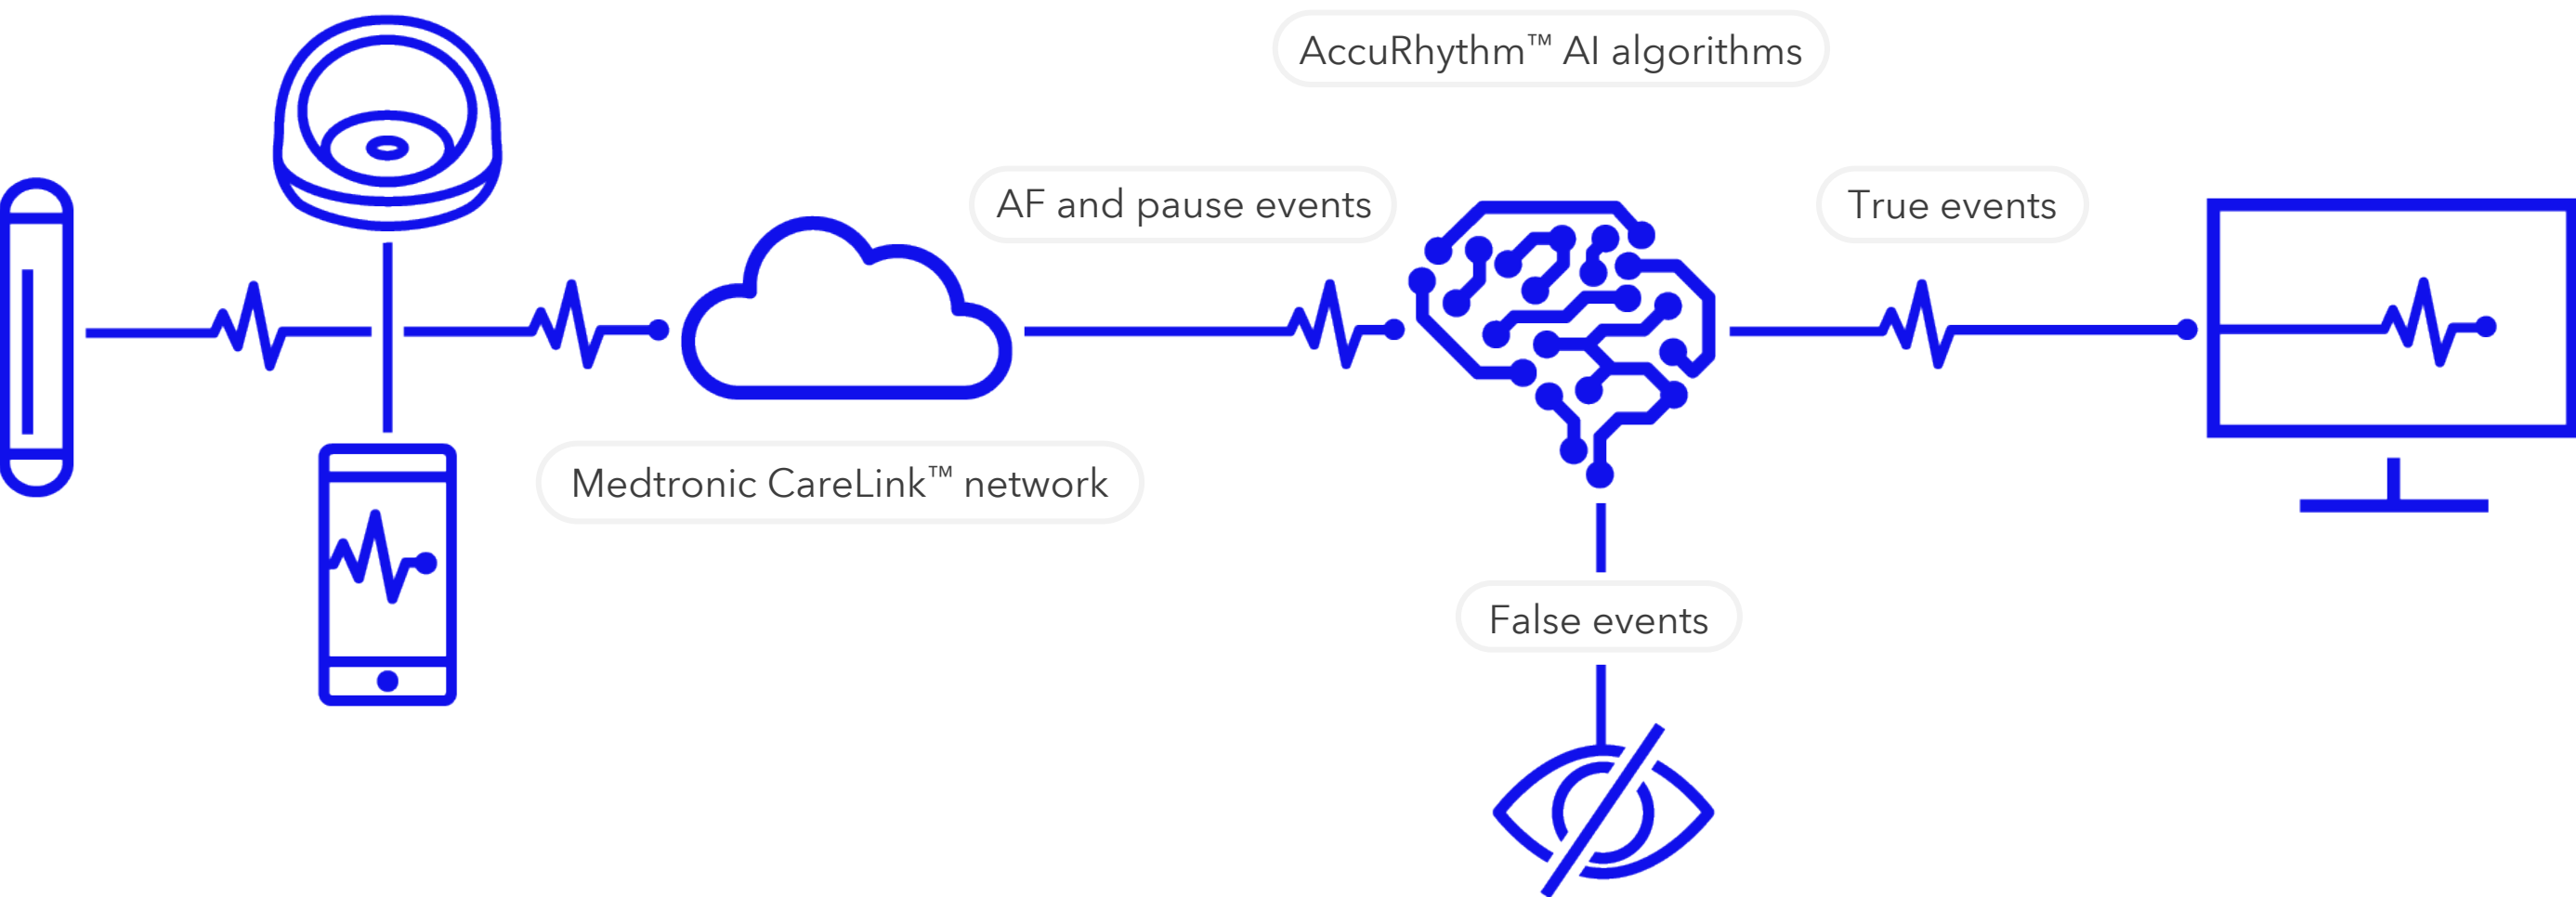 AccuRhythm™ AI algorithms
AF and pause events
True events
Medtronic CareLink™ network
False events